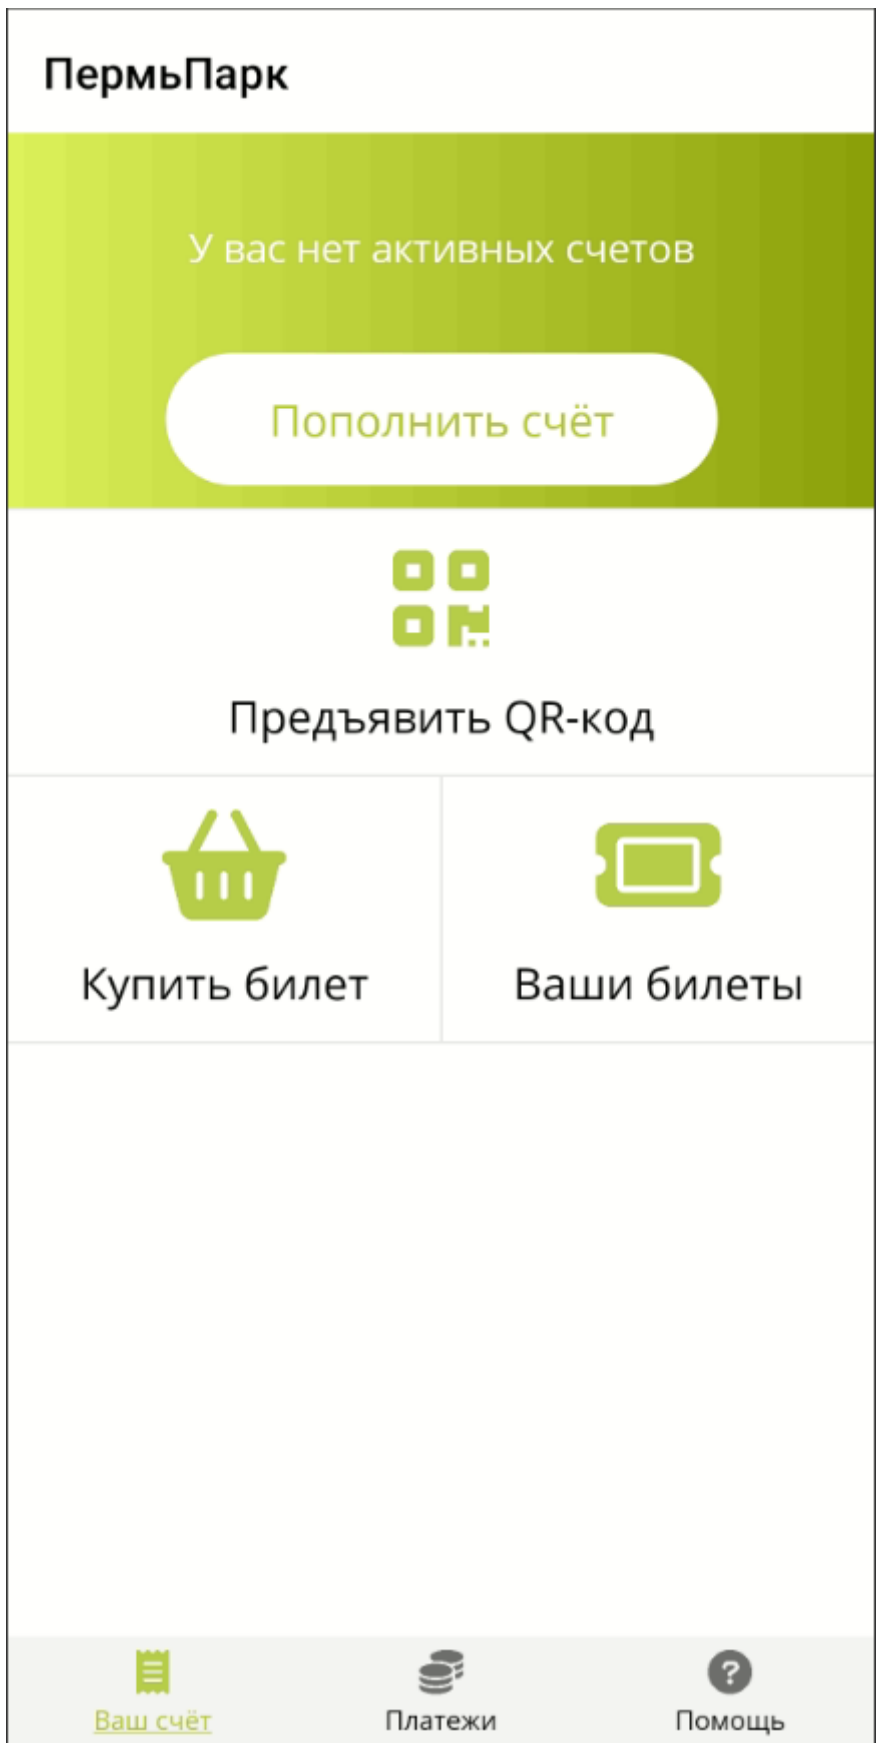 ПермьПарк
У вас нет активных счетов
Пополнить счёт
Предъявить QR-код
Купить билет
Ваши билеты
Ваш счёт
Платежи
Помощь